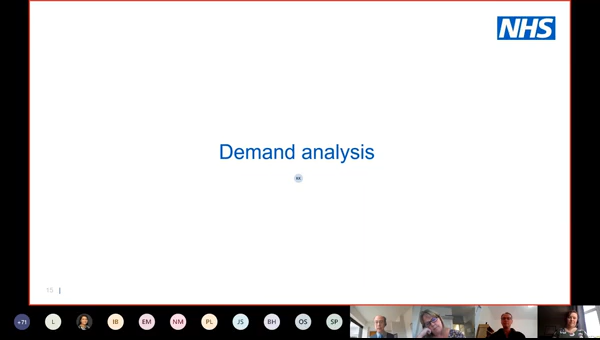 NHS
Demand analysis
15 |
+71
L
IB
EM
NM
PL
JS
BH
OS
SP